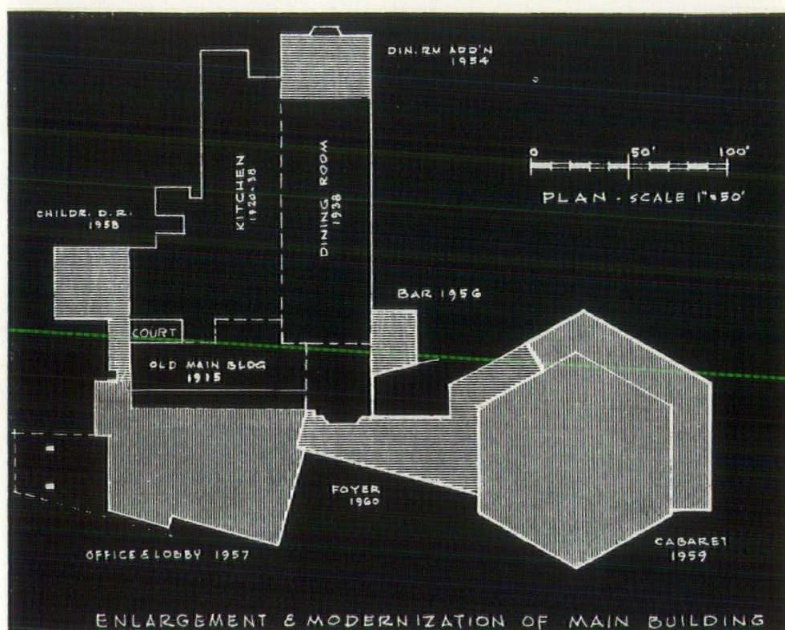 DIN. RM ADD'N
1954
0 50' 100'
PLAN - SCALE 1"=50'
KITCHEN
1920-38
DINING ROOM
1938
CHILDR. D. R.
1958
BAR 1956
COURT
OLD MAIN BLDG
1915
FOYER
1960
OFFICE & LOBBY 1957
CABARET
1959
ENLARGEMENT & MODERNIZATION OF MAIN BUILDING